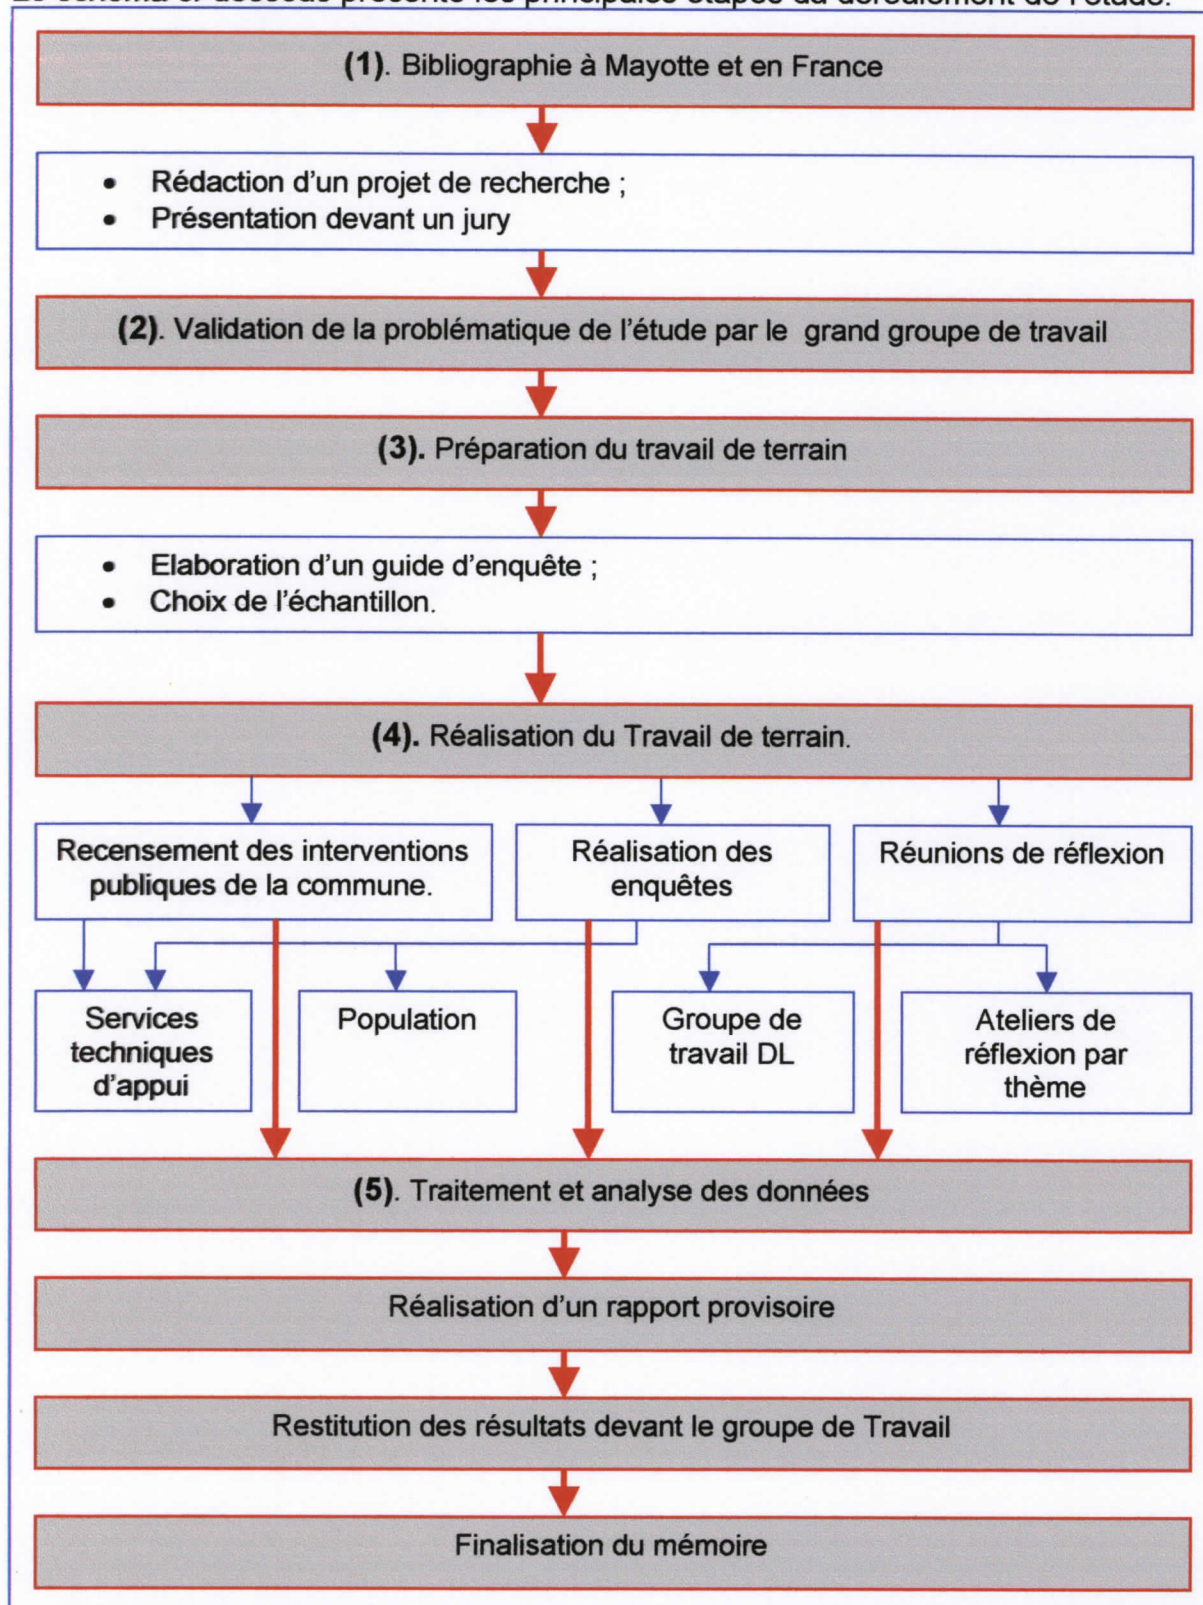 (1). Bibliographie à Mayotte et en France
• Rédaction d'un projet de recherche ;
• Présentation devant un jury
(2). Validation de la problématique de l'étude par le grand groupe de travail
(3). Préparation du travail de terrain
• Elaboration d'un guide d'enquête ;
• Choix de l'échantillon.
(4). Réalisation du Travail de terrain.
Recensement des interventions
publiques de la commune.
Réalisation des
enquêtes
Réunions de réflexion
Services
techniques
d'appui
Population
Groupe de
travail DL
Ateliers de
réflexion par
thème
(5). Traitement et analyse des données
Réalisation d'un rapport provisoire
Restitution des résultats devant le groupe de Travail
Finalisation du mémoire